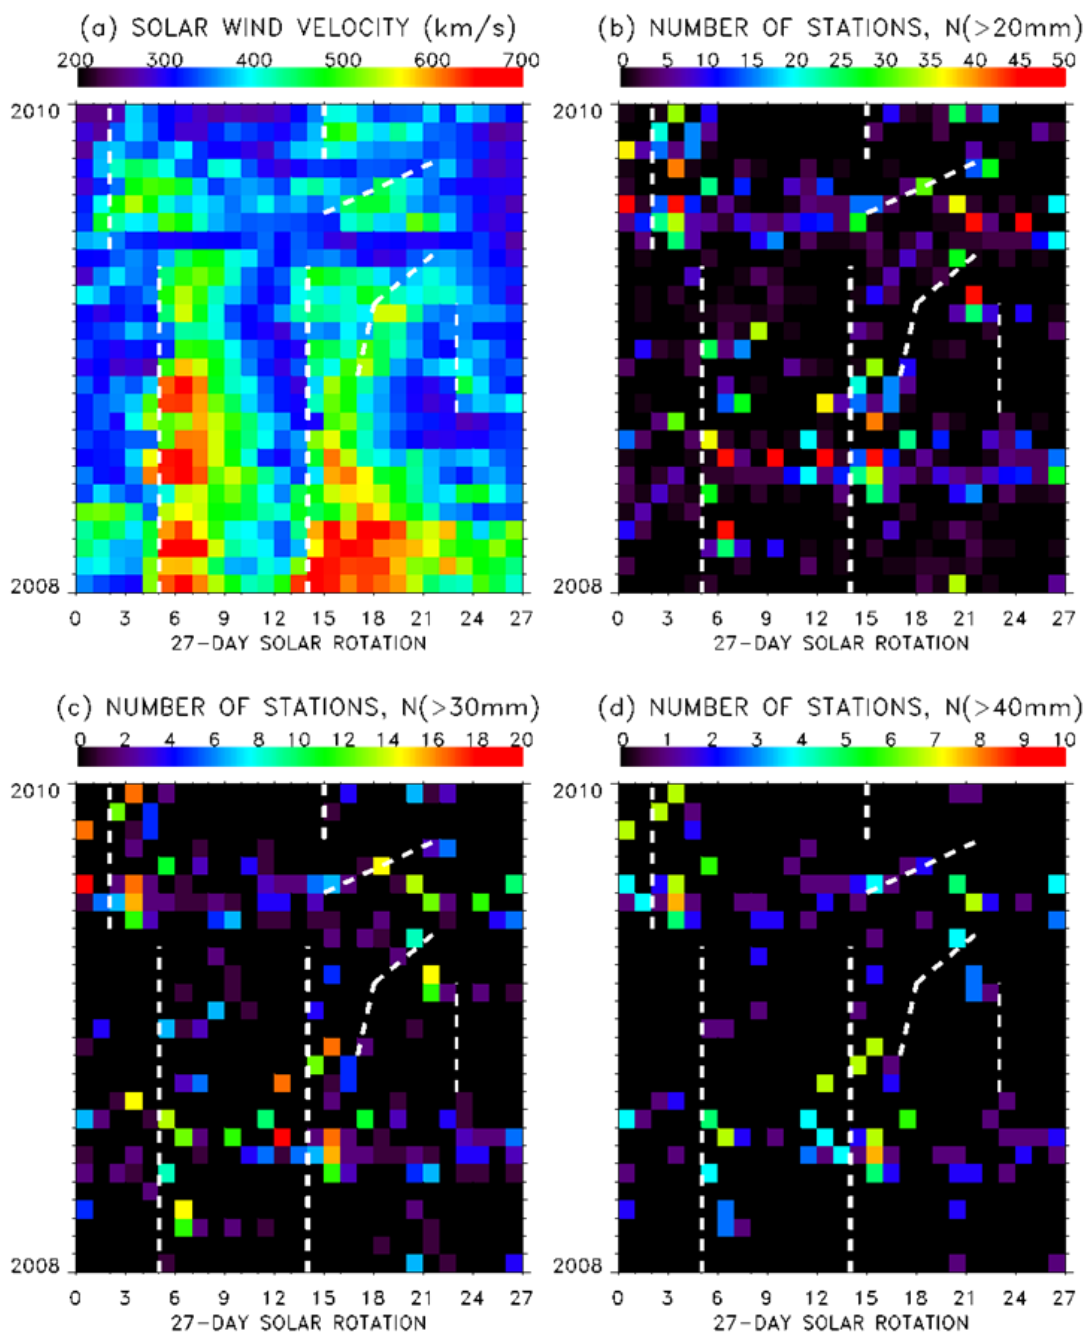 (a) SOLAR WIND VELOCITY (km/s)
200 300 400 500 600 700
2010
2008
0 3 6 9 12 15 18 21 24 27
27-DAY SOLAR ROTATION
(b) NUMBER OF STATIONS, N(>20mm)
0 5 10 15 20 25 30 35 40 45 50
2010
2008
0 3 6 9 12 15 18 21 24 27
27-DAY SOLAR ROTATION
(c) NUMBER OF STATIONS, N(>30mm)
0 2 4 6 8 10 12 14 16 18 20
2010
2008
0 3 6 9 12 15 18 21 24 27
27-DAY SOLAR ROTATION
(d) NUMBER OF STATIONS, N(>40mm)
0 1 2 3 4 5 6 7 8 9 10
2010
2008
0 3 6 9 12 15 18 21 24 27
27-DAY SOLAR ROTATION